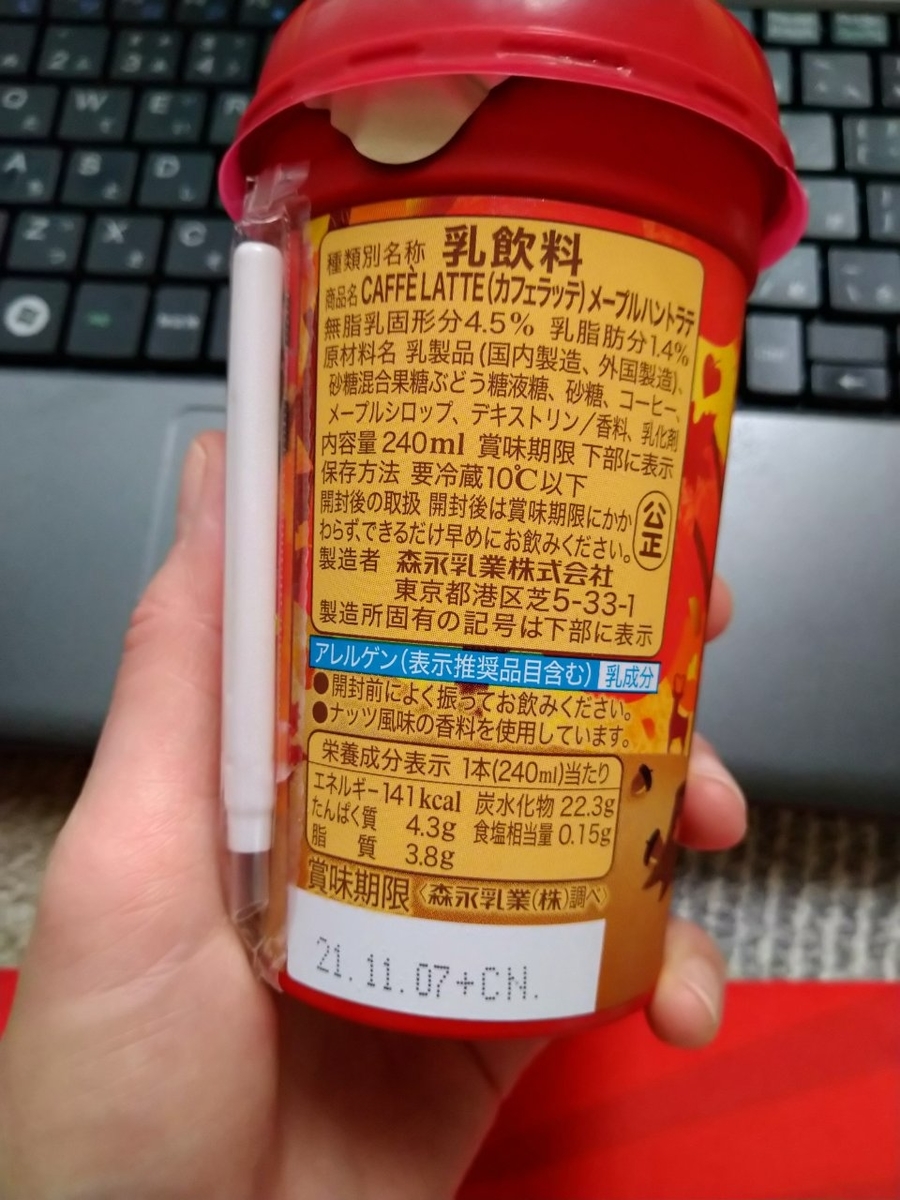 種類別名称 乳飲料
商品名 CAFFÈ LATTE (カフェラッテ) メープルハントラテ
無脂乳固形分4.5% 乳脂肪分1.4%
原材料名 乳製品(国内製造、外国製造)、
砂糖混合果糖ぶどう糖液糖、砂糖、コーヒー、
メープルシロップ、デキストリン/香料、乳化剤
内容量 240ml 賞味期限 下部に表示
保存方法 要冷蔵10℃以下
開封後の取扱 開封後は賞味期限にかか
わらず、できるだけ早めにお飲みください。
公正
製造者 森永乳業株式会社
東京都港区芝5-33-1
製造所固有の記号は下部に表示
アレルゲン(表示推奨品目含む) 乳成分
●開封前によく振ってお飲みください。
●ナッツ風味の香料を使用しています。
栄養成分表示 1本(240ml)当たり
エネルギー 141kcal 炭水化物 22.3g
たんぱく質 4.3g 食塩相当量 0.15g
脂質 3.8g
賞味期限 〈森永乳業(株)調べ〉
21.11.07+CN.
2 3 4
Q W E R
A S D
Z X C